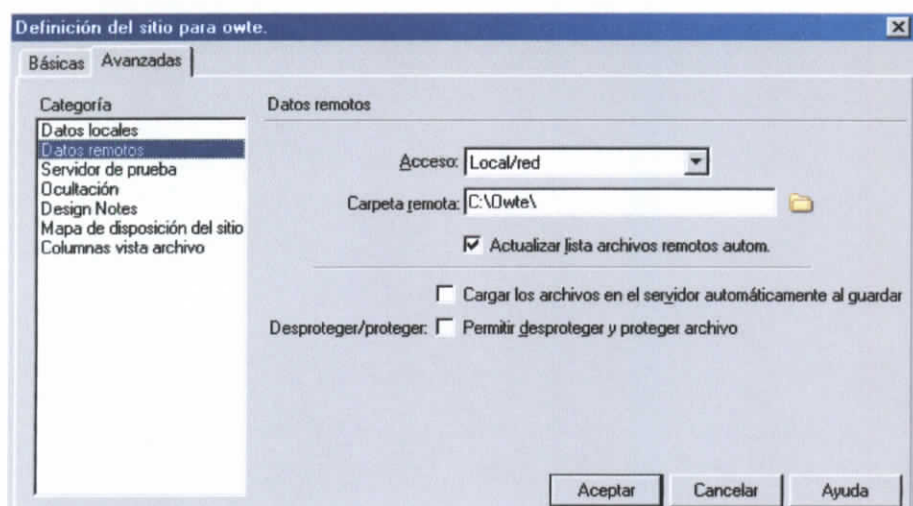 Definición del sitio para owte.
Básicas Avanzadas
Categoría
Datos locales
Datos remotos
Servidor de prueba
Ocultación
Design Notes
Mapa de disposición del sitio
Columnas vista archivo
Datos remotos
Acceso: Local/red
Carpeta remota: C:\Owte\
Actualizar lista archivos remotos autom.
Cargar los archivos en el servidor automáticamente al guardar
Desproteger/proteger: Permitir desproteger y proteger archivo
Aceptar Cancelar Ayuda